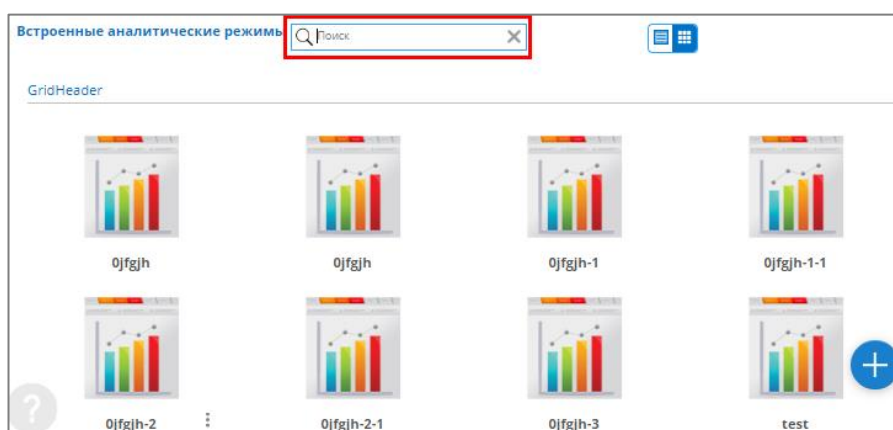 Встроенные аналитические режимы
Поиск
GridHeader
0jfgjh
0jfgjh
0jfgjh-1
0jfgjh-1-1
0jfgjh-2
0jfgjh-2-1
0jfgjh-3
test
?